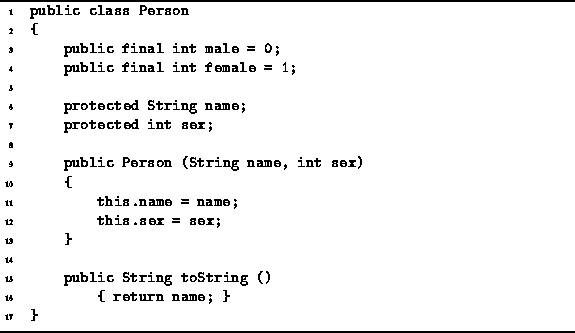 1 public class Person
2 {
3     public final int male = 0;
4     public final int female = 1;
5
6     protected String name;
7     protected int sex;
8
9     public Person (String name, int sex)
10     {
11         this.name = name;
12         this.sex = sex;
13     }
14
15     public String toString ()
16         { return name; }
17 }